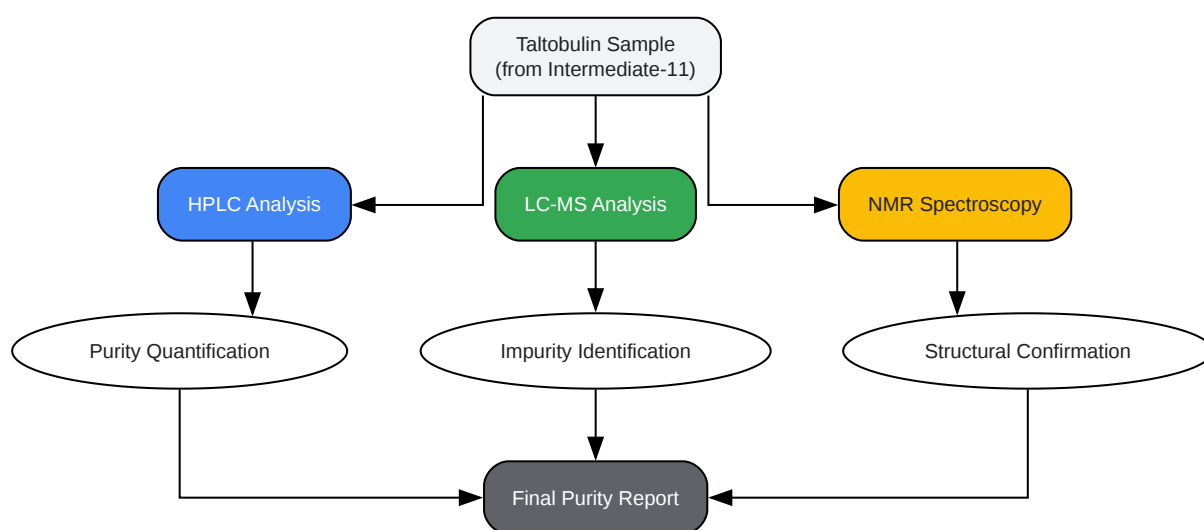 Taltobulin Sample
(from Intermediate-11)
HPLC Analysis
LC-MS Analysis
NMR Spectroscopy
Purity Quantification
Impurity Identification
Structural Confirmation
Final Purity Report